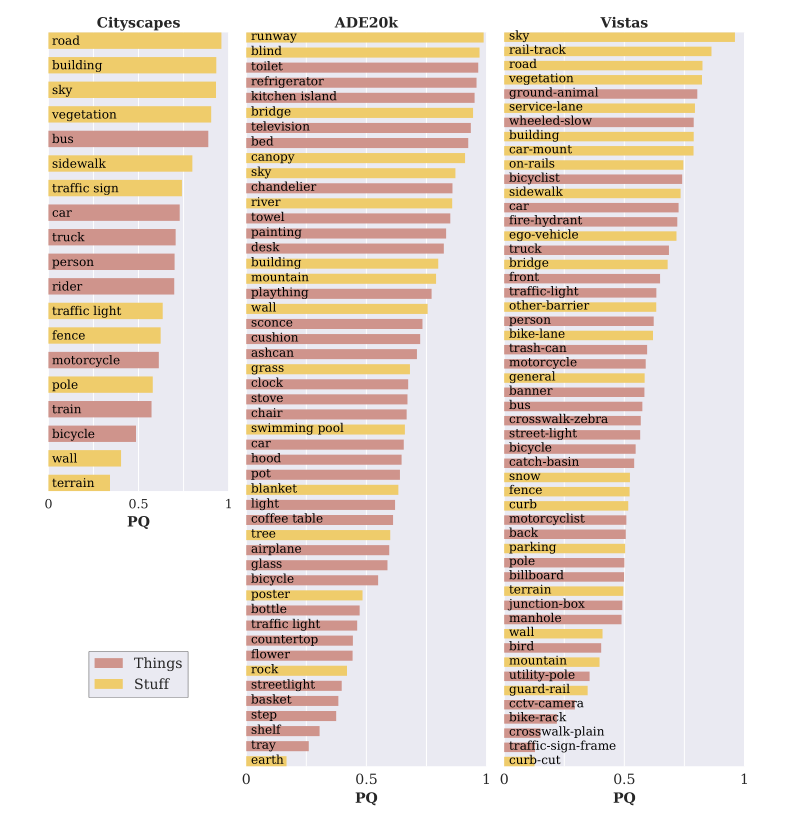 Cityscapes
road
building
sky
vegetation
bus
sidewalk
traffic sign
car
truck
person
rider
traffic light
fence
motorcycle
pole
train
bicycle
wall
terrain
0 0.5 1
PQ
Things
Stuff
ADE20k
runway
blind
toilet
refrigerator
kitchen island
bridge
television
bed
canopy
sky
chandelier
river
towel
painting
desk
building
mountain
plaything
wall
sconce
cushion
ashcan
grass
clock
stove
chair
swimming pool
car
hood
pot
blanket
light
coffee table
tree
airplane
glass
bicycle
poster
bottle
traffic light
countertop
flower
rock
streetlight
basket
step
shelf
tray
earth
0 0.5 1
PQ
Vistas
sky
rail-track
road
vegetation
ground-animal
service-lane
wheeled-slow
building
car-mount
on-rails
bicyclist
sidewalk
car
fire-hydrant
ego-vehicle
truck
bridge
front
traffic-light
other-barrier
person
bike-lane
trash-can
motorcycle
general
banner
bus
crosswalk-zebra
street-light
bicycle
catch-basin
snow
fence
curb
motorcyclist
back
parking
pole
billboard
terrain
junction-box
manhole
wall
bird
mountain
utility-pole
guard-rail
cctv-camera
bike-rack
crosswalk-plain
traffic-sign-frame
curb-cut
0 0.5 1
PQ